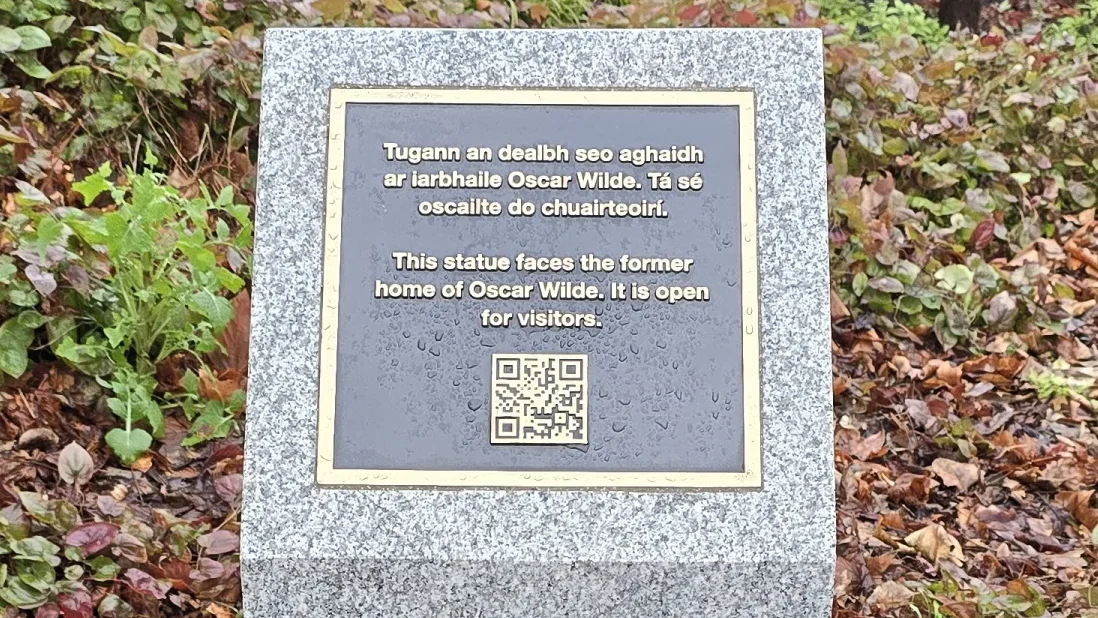 Tugann an dealbh seo aghaidh
ar iarbhaile Oscar Wilde. Tá sé
oscailte do chuairteoirí.
This statue faces the former
home of Oscar Wilde. It is open
for visitors.